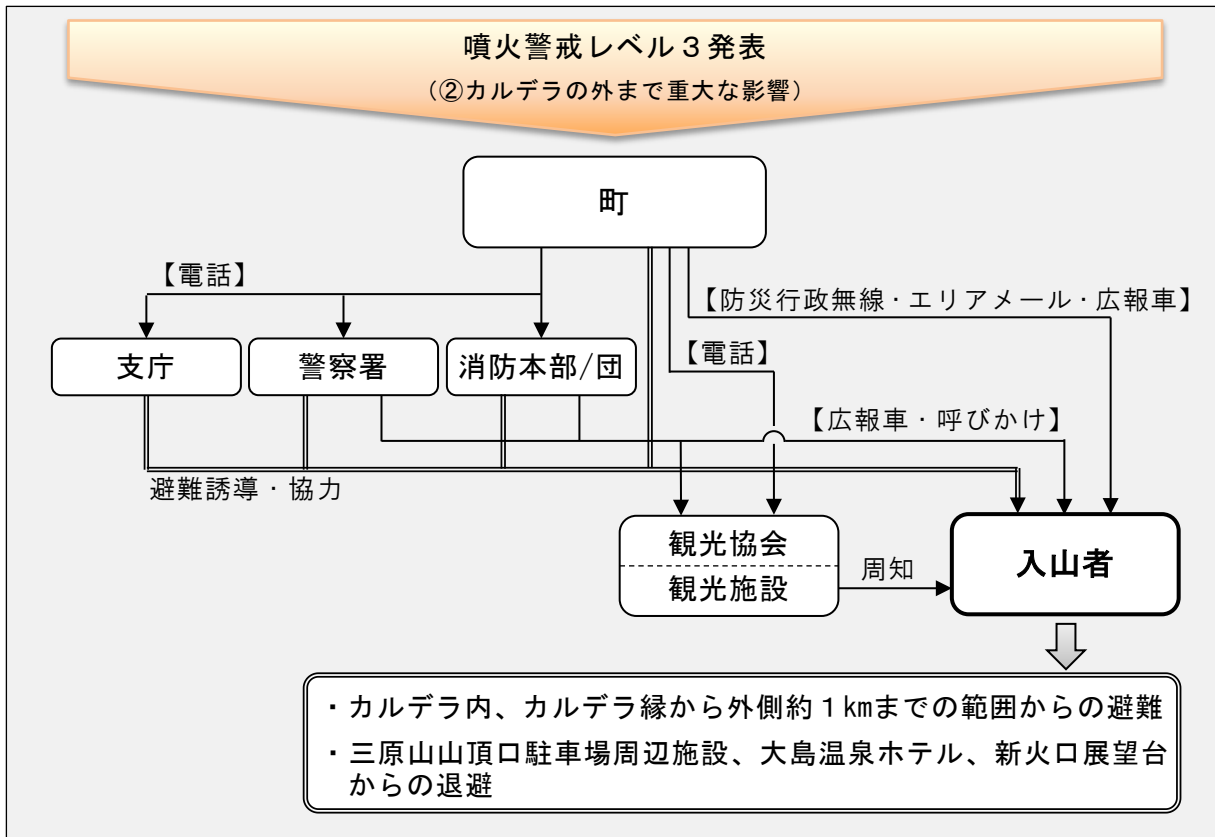 噴火警戒レベル３発表
（②カルデラの外まで重大な影響）
町
【電話】
【防災行政無線・エリアメール・広報車】
支庁
警察署
消防本部/団
【電話】
【広報車・呼びかけ】
避難誘導・協力
観光協会
観光施設
周知
入山者
・カルデラ内、カルデラ縁から外側約１㎞までの範囲からの避難
・三原山山頂口駐車場周辺施設、大島温泉ホテル、新火口展望台
からの退避